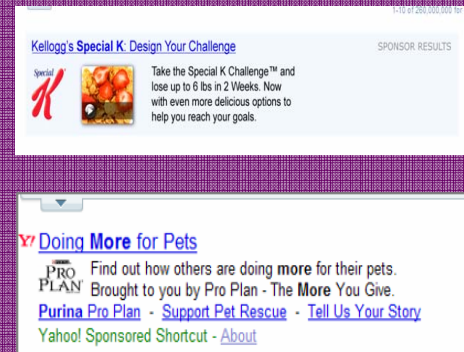 1-10 of 260,000,000 for
Kellogg's Special K: Design Your Challenge
SPONSOR RESULTS
Special
K
Take the Special K Challenge™ and
lose up to 6 lbs in 2 Weeks. Now
with even more delicious options to
help you reach your goals.
Y! Doing More for Pets
PRO
PLAN
Find out how others are doing more for their pets.
Brought to you by Pro Plan - The More You Give.
Purina Pro Plan - Support Pet Rescue - Tell Us Your Story
Yahoo! Sponsored Shortcut - About